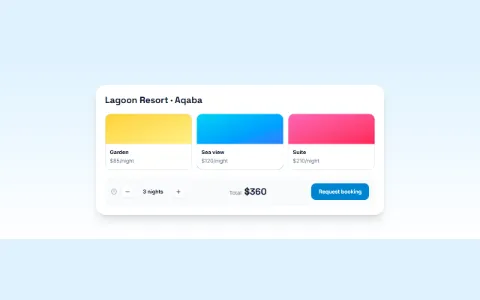 Lagoon Resort · Aqaba
Garden
$85/night
Sea view
$120/night
Suite
$210/night
− 3 nights +
Total $360
Request booking